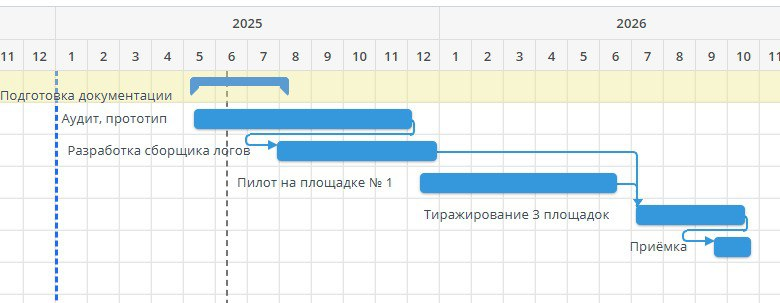 2025 2026
11 12 1 2 3 4 5 6 7 8 9 10 11 12 1 2 3 4 5 6 7 8 9 10 11
Подготовка документации
Аудит, прототип
Разработка сборщика логов
Пилот на площадке № 1
Тиражирование 3 площадок
Приёмка